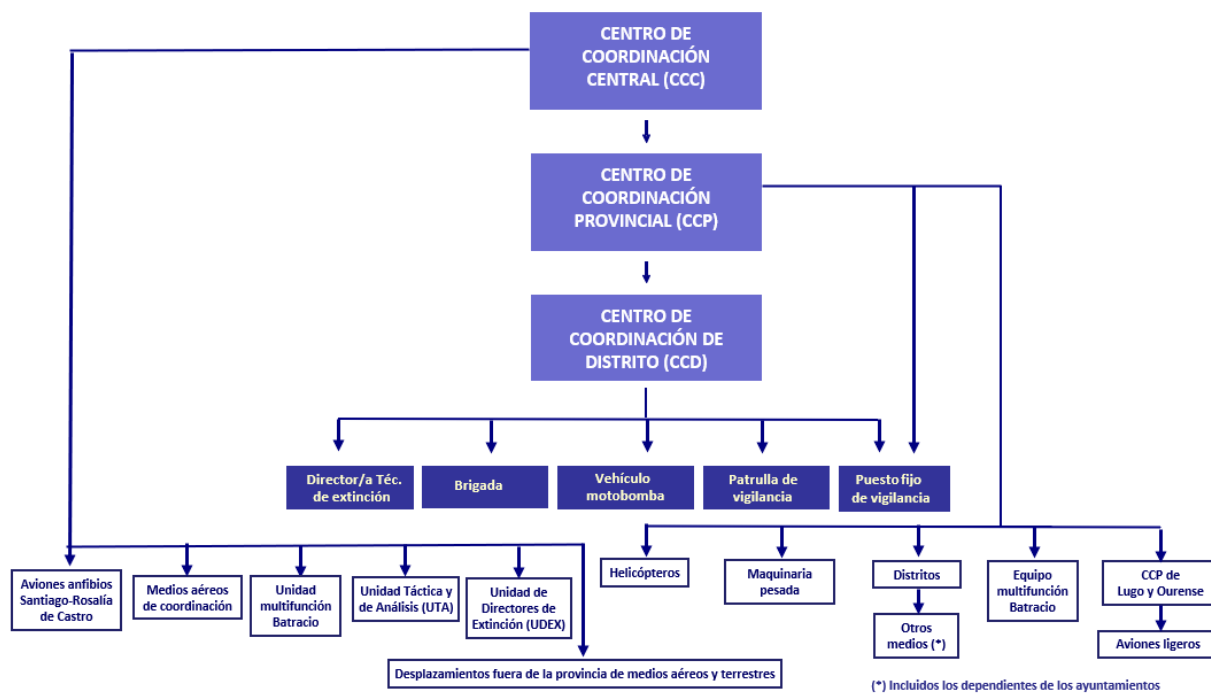 CENTRO DE
COORDINACIÓN
CENTRAL (CCC)
CENTRO DE
COORDINACIÓN
PROVINCIAL (CCP)
CENTRO DE
COORDINACIÓN DE
DISTRITO (CCD)
Director/a Téc.
de extinción
Brigada
Vehículo
motobomba
Patrulla de
vigilancia
Puesto fijo
de vigilancia
Aviones anfibios
Santiago-Rosalía
de Castro
Medios aéreos
de coordinación
Unidad
multifunción
Batracio
Unidad Táctica y
de Análisis (UTA)
Unidad de
Directores de
Extinción (UDEX)
Desplazamientos fuera de la provincia de medios aéreos y terrestres
Helicópteros
Maquinaria
pesada
Distritos
Otros
medios (*)
Equipo
multifunción
Batracio
CCP de
Lugo y Ourense
Aviones ligeros
(*) Incluidos los dependientes de los ayuntamientos